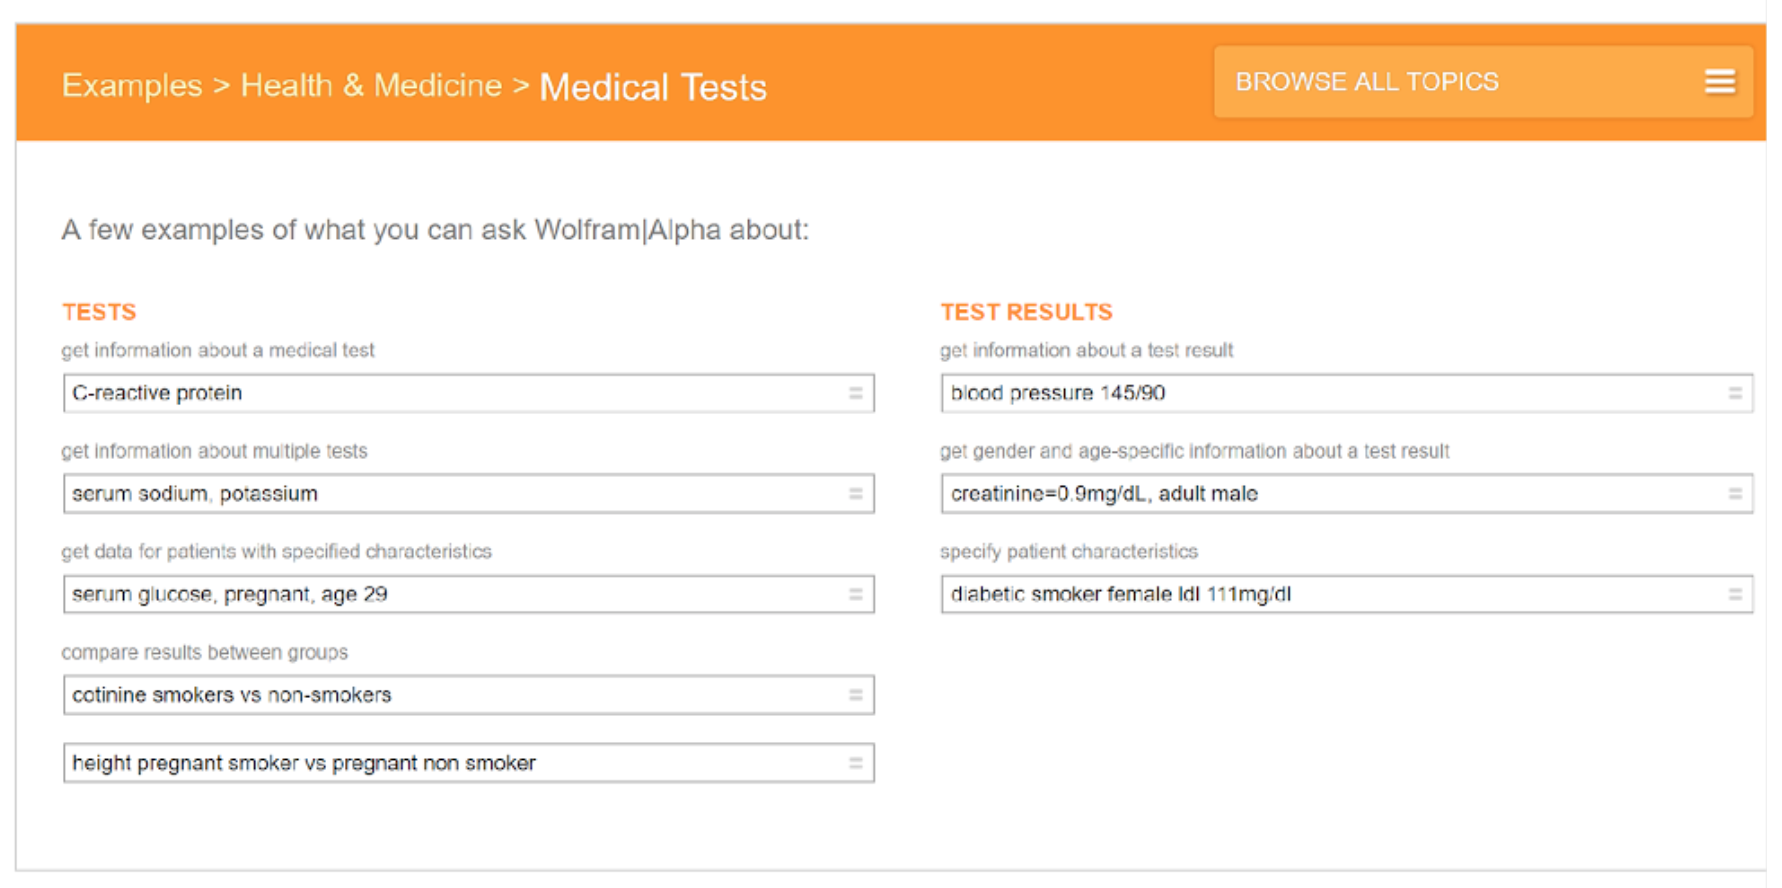 Examples > Health & Medicine > Medical Tests
BROWSE ALL TOPICS
A few examples of what you can ask Wolfram|Alpha about:
TESTS
get information about a medical test
C-reactive protein
get information about multiple tests
serum sodium, potassium
get data for patients with specified characteristics
serum glucose, pregnant, age 29
compare results between groups
cotinine smokers vs non-smokers
height pregnant smoker vs pregnant non smoker
TEST RESULTS
get information about a test result
blood pressure 145/90
get gender and age-specific information about a test result
creatinine=0.9mg/dL, adult male
specify patient characteristics
diabetic smoker female ldl 111mg/dl